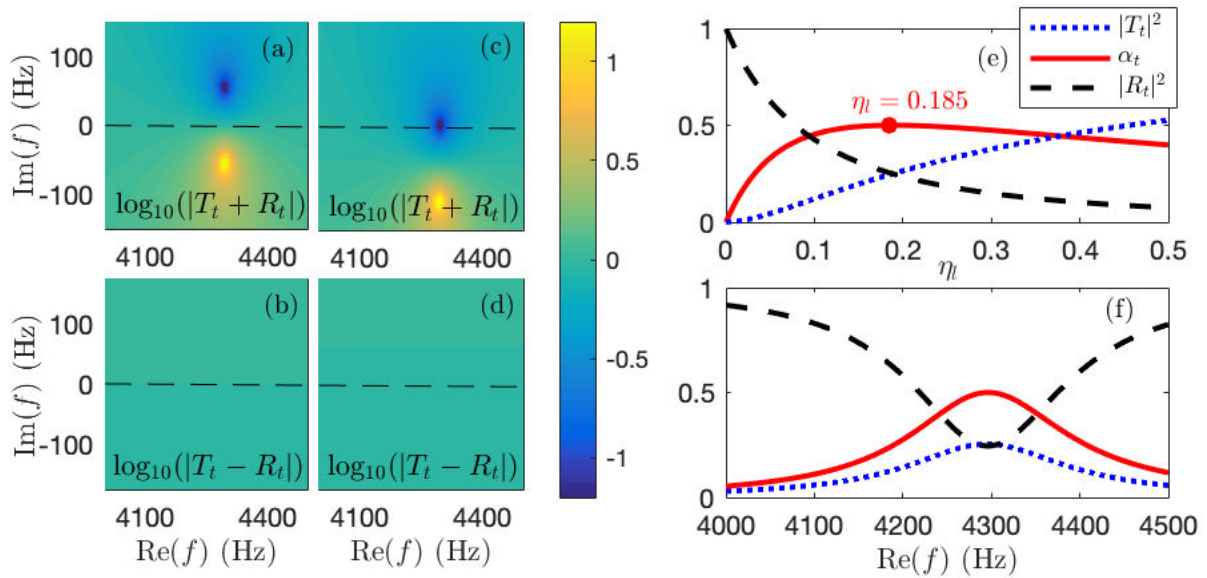 (a)
100
0
-100
Im(f) (Hz)
log₁₀(|Tₜ + Rₜ|)
4100 4400
(c)
log₁₀(|Tₜ + Rₜ|)
4100 4400
(b)
100
0
-100
Im(f) (Hz)
log₁₀(|Tₜ − Rₜ|)
4100 4400
Re(f) (Hz)
(d)
log₁₀(|Tₜ − Rₜ|)
4100 4400
Re(f) (Hz)
1
0.5
0
-0.5
-1
1
0.5
0
(e)
|Tₜ|²
αₜ
|Rₜ|²
ηₗ = 0.185
0 0.1 0.2 0.3 0.4 0.5
ηₗ
1
0.5
0
(f)
4000 4100 4200 4300 4400 4500
Re(f) (Hz)